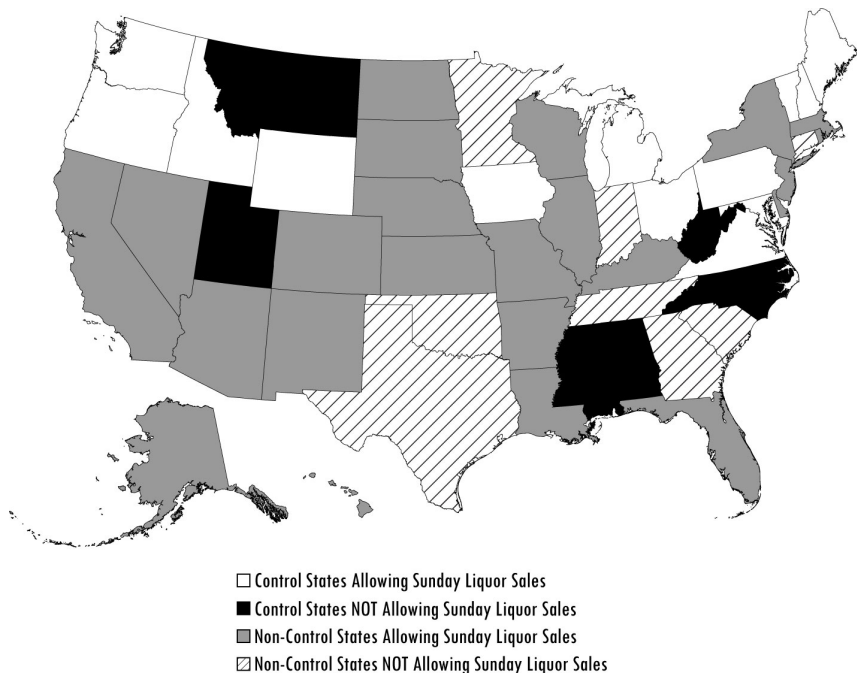 Control States Allowing Sunday Liquor Sales
Control States NOT Allowing Sunday Liquor Sales
Non-Control States Allowing Sunday Liquor Sales
Non-Control States NOT Allowing Sunday Liquor Sales